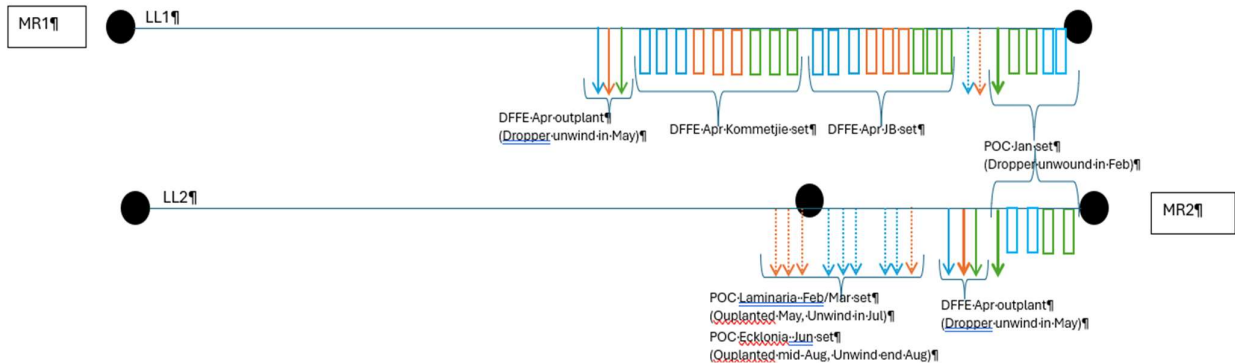 MR1¶
LL1¶
DFFE·Apr·outplant¶
(Dropper·unwind·in·May)¶
DFFE·Apr·Kommetjie·set¶
DFFE·Apr·JB·set¶
POC·Jan·set¶
(Dropper·unwound·in·Feb)¶
LL2¶
MR2¶
POC·Laminaria··Feb/Mar·set¶
(Ouplanted·May,·Unwind·in·Jul)¶
POC·Ecklonia··Jun·set¶
(Ouplanted·mid-Aug,·Unwind·end·Aug)¶
DFFE·Apr·outplant¶
(Dropper·unwind·in·May)¶